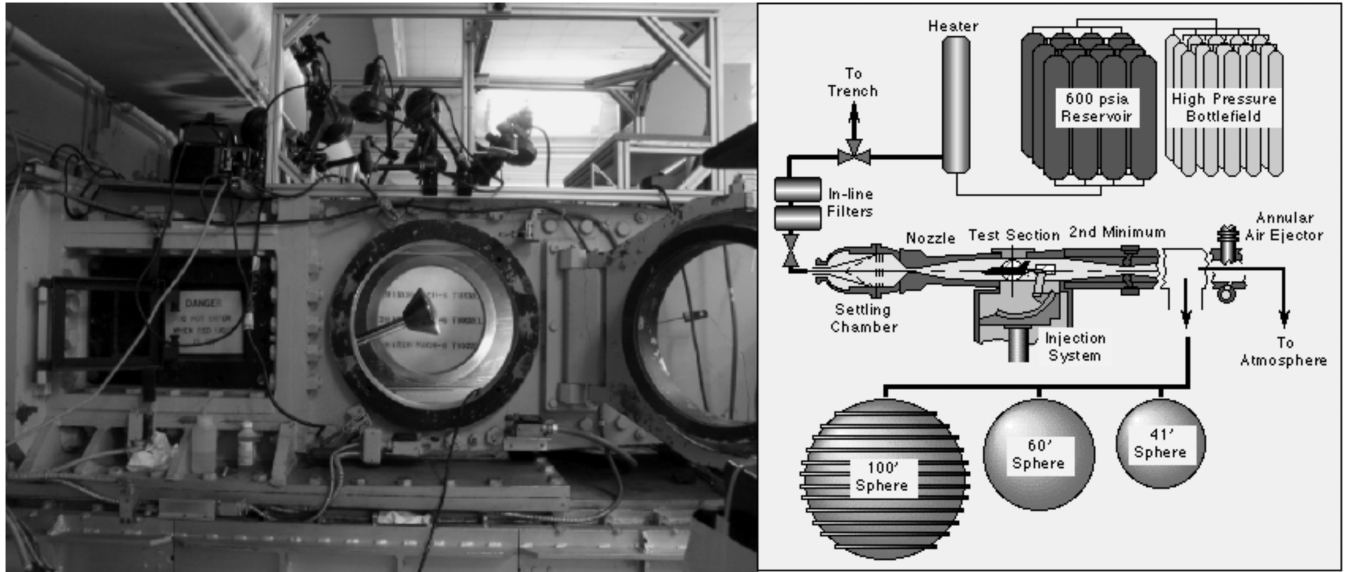 DANGER
Heater
To
Trench
600 psia
Reservoir
High Pressure
Bottlefield
In-line
Filters
Nozzle
Test Section
2nd Minimum
Annular
Air Ejector
Settling
Chamber
Injection
System
To
Atmosphere
100'
Sphere
60'
Sphere
41'
Sphere